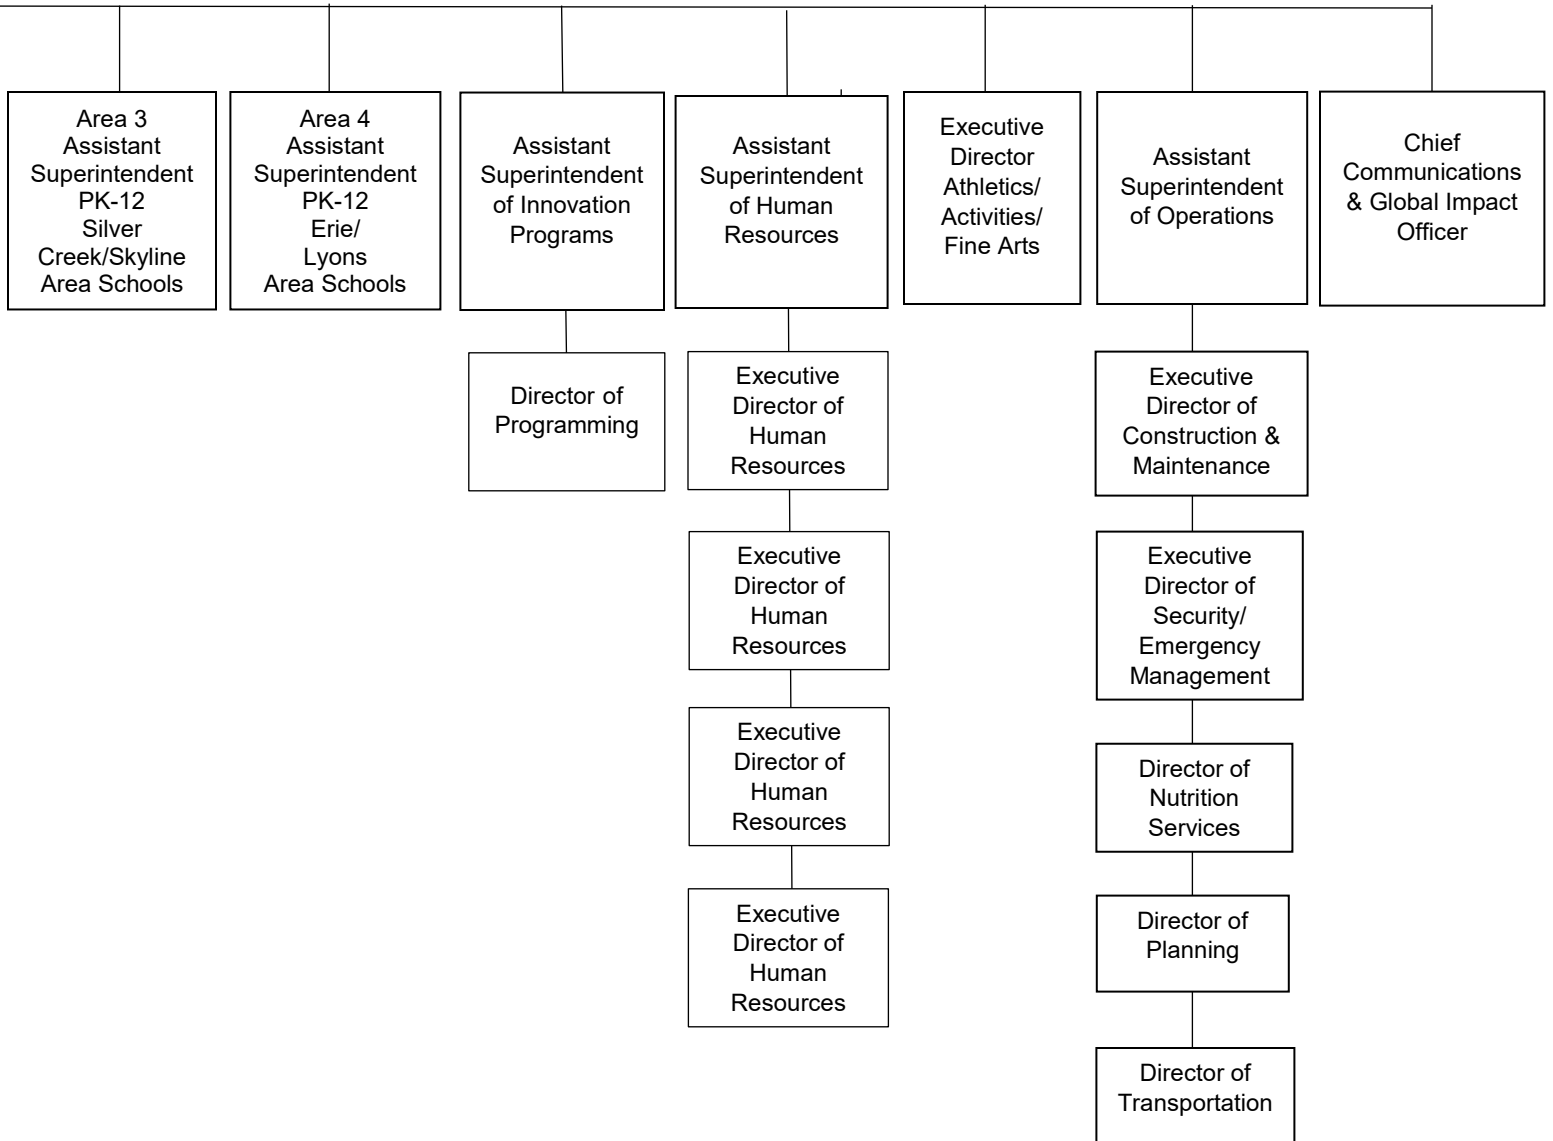 Area 3
Assistant
Superintendent
PK-12
Silver
Creek/Skyline
Area Schools
Area 4
Assistant
Superintendent
PK-12
Erie/
Lyons
Area Schools
Assistant
Superintendent
of Innovation
Programs
Assistant
Superintendent
of Human
Resources
Executive
Director
Athletics/
Activities/
Fine Arts
Assistant
Superintendent
of Operations
Chief
Communications
& Global Impact
Officer
Director of
Programming
Executive
Director of
Human
Resources
Executive
Director of
Human
Resources
Executive
Director of
Human
Resources
Executive
Director of
Human
Resources
Executive
Director of
Construction &
Maintenance
Executive
Director of
Security/
Emergency
Management
Director of
Nutrition
Services
Director of
Planning
Director of
Transportation